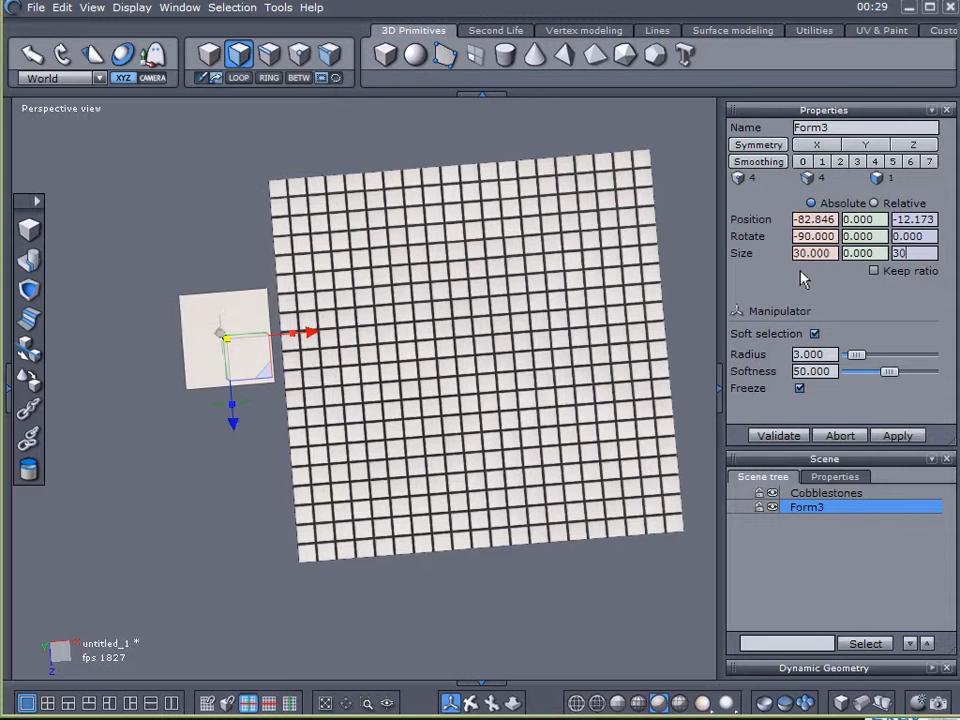 File Edit View Display Window Selection Tools Help
00:29
3D Primitives Second Life Vertex modeling Lines Surface modeling Utilities UV & Paint Custo
World
XYZ CAMERA
LOOP RING BETW
Perspective view
Properties
Name Form3
Symmetry X Y Z
Smoothing 0 1 2 3 4 5 6 7
4 4 1
Absolute Relative
Position -82.846 0.000 -12.173
Rotate -90.000 0.000 0.000
Size 30.000 0.000 30
Keep ratio
Manipulator
Soft selection
Radius 3.000
Softness 50.000
Freeze
Validate Abort Apply
Scene
Scene tree Properties
Cobblestones
Form3
Select
Dynamic Geometry
Y X
Z
untitled_1 *
fps 1827